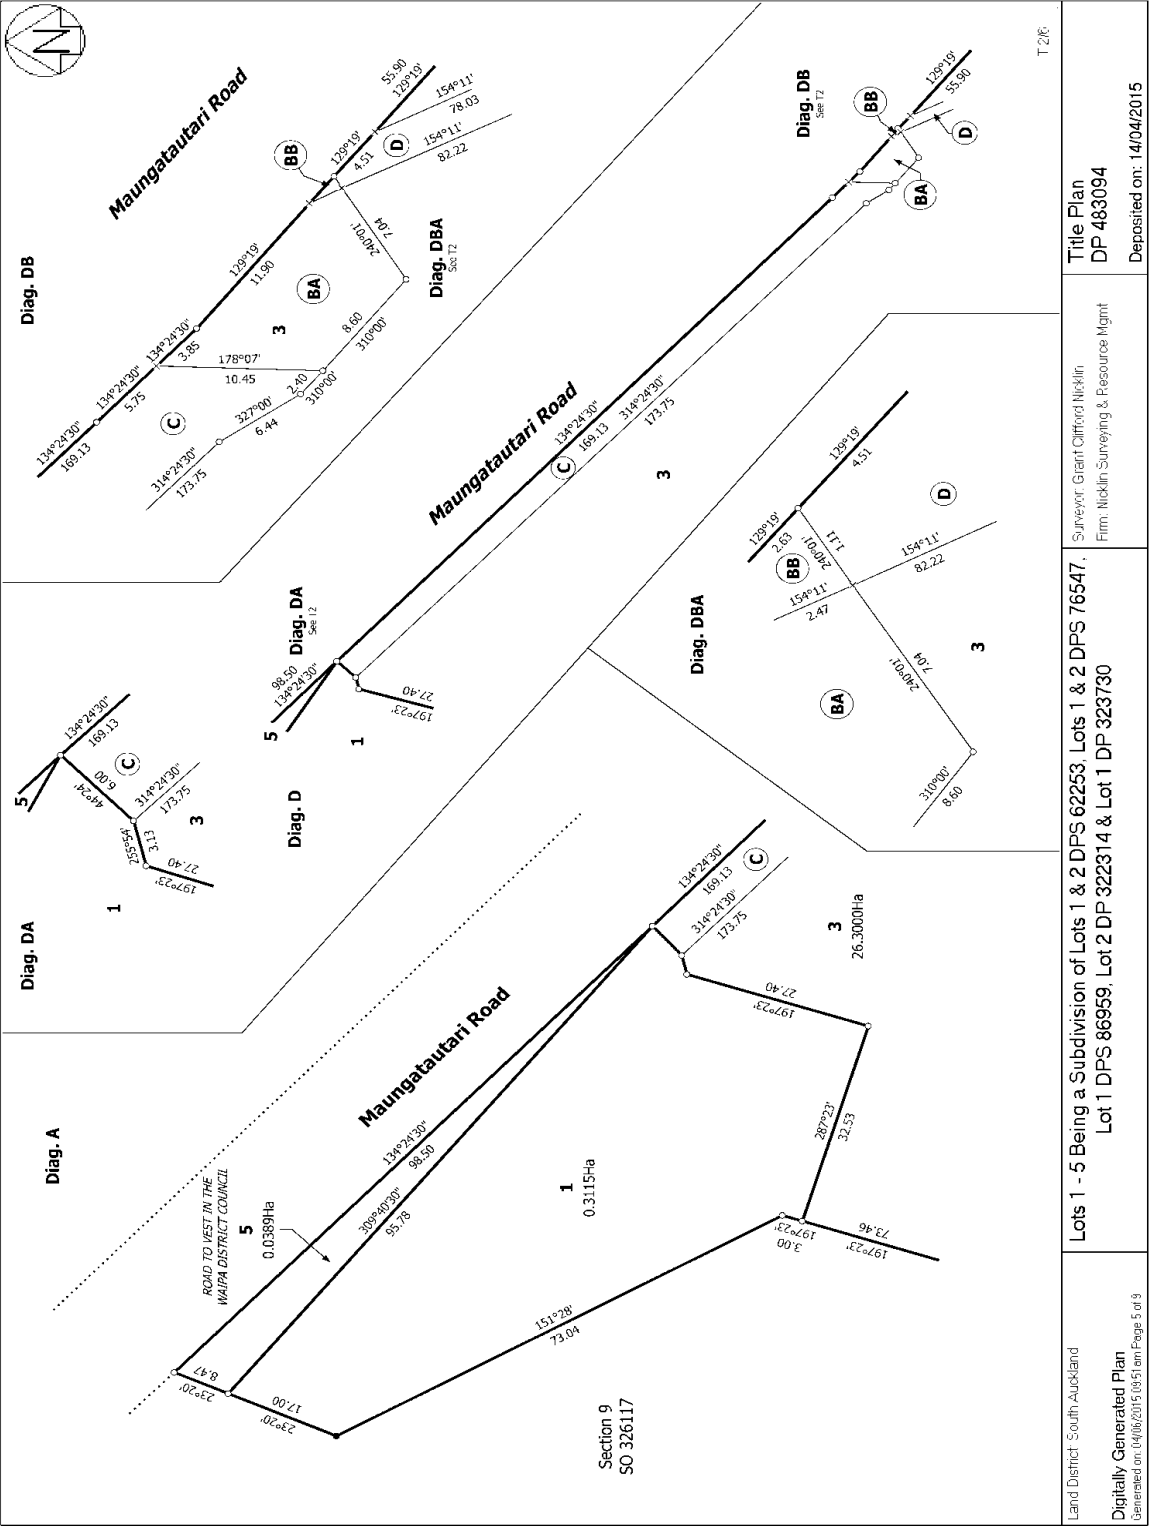 N
Diag. DB
Maungatautari Road
134°24'30"
169.13
134°24'30"
5.75
134°24'30"
3.85
129°19'
11.90
BB
129°19'
4.51
55.90
129°19'
154°11'
78.03
D
154°11'
82.22
240°01'
7.04
Diag. DBA
See T2
BA
3
8.60
310°00'
178°07'
10.45
2.40
310°00'
327°00'
6.44
C
314°24'30"
173.75
T 2/6
Diag. DB
See T2
BB
129°19'
55.90
D
BA
Maungatautari Road
134°24'30"
169.13
314°24'30"
173.75
C
3
Diag. DA
See T2
98.50
134°24'30"
5
1
27.40
197°23'
Diag. D
Diag. DA
5
134°24'30"
169.13
6.00
44°24'
C
314°24'30"
173.75
255°54'
3.13
3
27.40
197°23'
1
Diag. DBA
129°19'
4.51
129°19'
2.63
BB
240°01'
1.11
D
154°11'
82.22
154°11'
2.47
3
7.04
240°01'
BA
310°00'
8.60
Diag. A
Maungatautari Road
ROAD TO VEST IN THE
WAIPA DISTRICT COUNCIL
5
0.0389Ha
134°24'30"
98.50
309°40'30"
95.78
134°24'30"
169.13
314°24'30"
173.75
C
3
26.3000Ha
27.40
197°23'
287°23'
32.53
1
0.3115Ha
197°23'
3.00
73.46
197°23'
151°28'
73.04
8.47
23°20'
17.00
23°20'
Section 9
SO 326117
Land District: South Auckland
Digitally Generated Plan
Generated on: 04/06/2015 09:51am Page 5 of 9
Lots 1 - 5 Being a Subdivision of Lots 1 & 2 DPS 62253, Lots 1 & 2 DPS 76547,
Lot 1 DPS 86959, Lot 2 DP 322314 & Lot 1 DP 323730
Surveyor: Grant Clifford Nicklin
Firm: Nicklin Surveying & Resource Mgmt
Title Plan
DP 483094
Deposited on: 14/04/2015